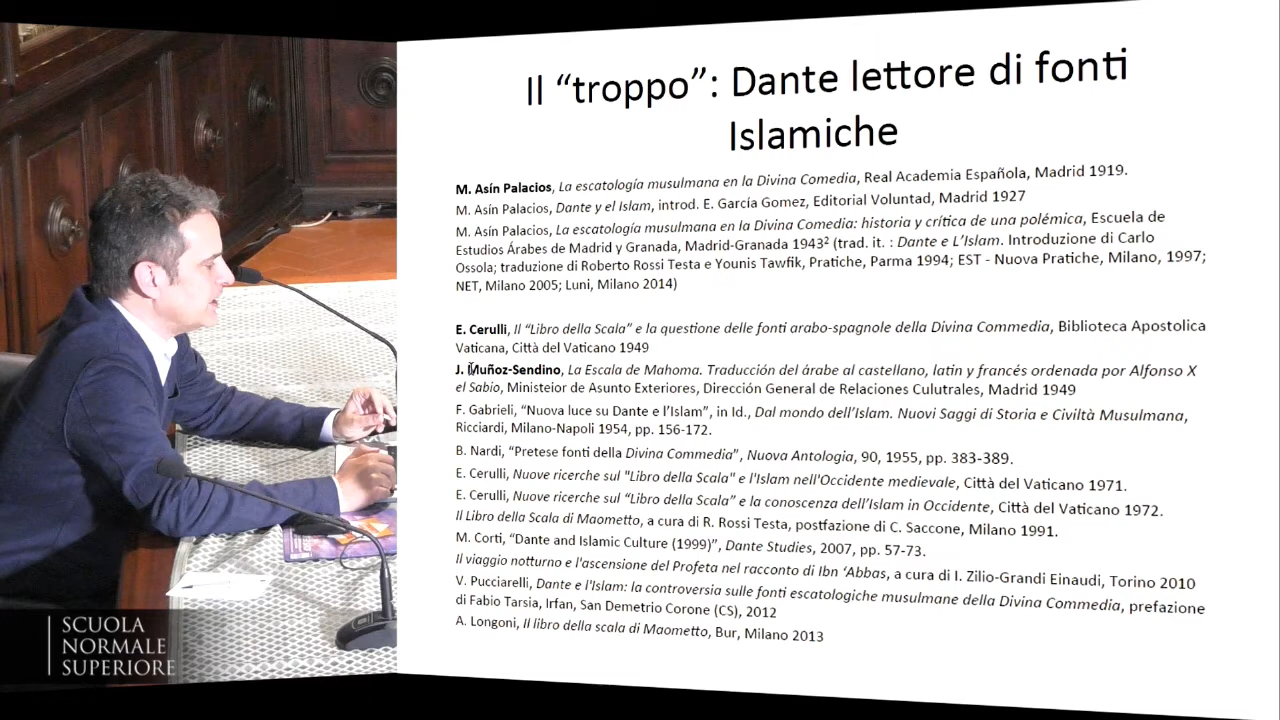 Il “troppo”: Dante lettore di fonti
Islamiche
M. Asín Palacios, La escatología musulmana en la Divina Comedia, Real Academia Española, Madrid 1919.
M. Asín Palacios, Dante y el Islam, introd. E. García Gomez, Editorial Voluntad, Madrid 1927
M. Asín Palacios, La escatología musulmana en la Divina Comedia: historia y crítica de una polémica, Escuela de
Estudios Árabes de Madrid y Granada, Madrid-Granada 1943² (trad. it. : Dante e L’Islam. Introduzione di Carlo
Ossola; traduzione di Roberto Rossi Testa e Younis Tawfik, Pratiche, Parma 1994; EST - Nuova Pratiche, Milano, 1997;
NET, Milano 2005; Luni, Milano 2014)
E. Cerulli, Il “Libro della Scala” e la questione delle fonti arabo-spagnole della Divina Commedia, Biblioteca Apostolica
Vaticana, Città del Vaticano 1949
J. Muñoz-Sendino, La Escala de Mahoma. Traducción del árabe al castellano, latin y francés ordenada por Alfonso X
el Sabio, Ministeior de Asunto Exteriores, Dirección General de Relaciones Culutrales, Madrid 1949
F. Gabrieli, “Nuova luce su Dante e l’Islam”, in Id., Dal mondo dell’Islam. Nuovi Saggi di Storia e Civiltà Musulmana,
Ricciardi, Milano-Napoli 1954, pp. 156-172.
B. Nardi, “Pretese fonti della Divina Commedia”, Nuova Antologia, 90, 1955, pp. 383-389.
E. Cerulli, Nuove ricerche sul "Libro della Scala" e l'Islam nell'Occidente medievale, Città del Vaticano 1971.
E. Cerulli, Nuove ricerche sul “Libro della Scala” e la conoscenza dell’Islam in Occidente, Città del Vaticano 1972.
Il Libro della Scala di Maometto, a cura di R. Rossi Testa, postfazione di C. Saccone, Milano 1991.
M. Corti, “Dante and Islamic Culture (1999)”, Dante Studies, 2007, pp. 57-73.
Il viaggio notturno e l'ascensione del Profeta nel racconto di Ibn ‘Abbas, a cura di I. Zilio-Grandi Einaudi, Torino 2010
V. Pucciarelli, Dante e l'Islam: la controversia sulle fonti escatologiche musulmane della Divina Commedia, prefazione
di Fabio Tarsia, Irfan, San Demetrio Corone (CS), 2012
A. Longoni, Il libro della scala di Maometto, Bur, Milano 2013
SCUOLA
NORMALE
SUPERIORE